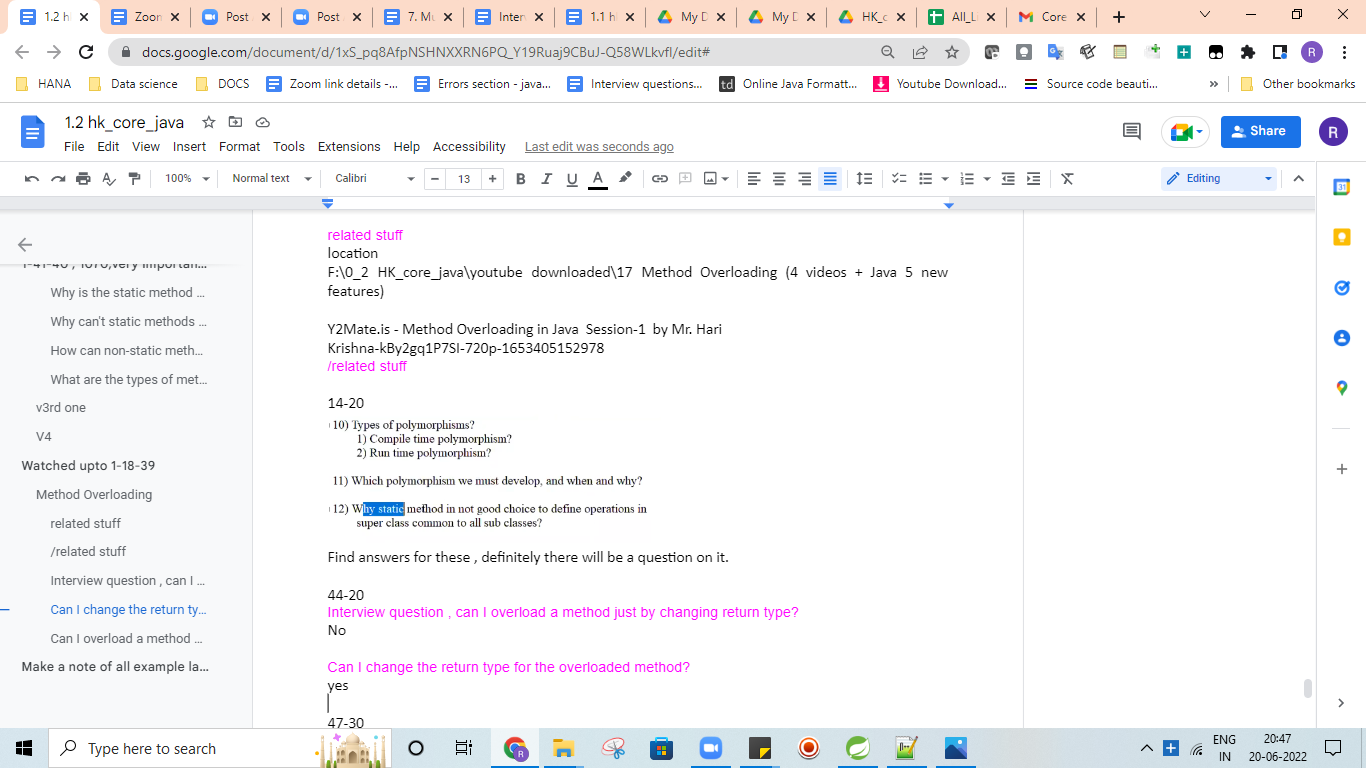 1.2 hl
Zoon
Post
Post
7. Mu
Inter
1.1 h
My D
My D
HK_c
All_Li
Core
docs.google.com/document/d/1xS_pq8AfpNSHNXXRN6PQ_Y19Ruaj9CBuJ-Q58WLkvfI/edit#
R
HANA
Data science
DOCS
Zoom link details -...
Errors section - java...
Interview questions...
td
Online Java Formatt...
Youtube Download...
Source code beauti...
»
Other bookmarks
1.2 hk_core_java
File Edit View Insert Format Tools Extensions Help Accessibility Last edit was seconds ago
Share
R
100% Normal text Calibri – 13 + B I U A
Editing
31
related stuff
location
F:\0_2 HK_core_java\youtube downloaded\17 Method Overloading (4 videos + Java 5 new
features)
Y2Mate.is - Method Overloading in Java Session-1 by Mr. Hari
Krishna-kBy2gq1P7SI-720p-1653405152978
/related stuff
14-20
10) Types of polymorphisms?
1) Compile time polymorphism?
2) Run time polymorphism?
11) Which polymorphism we must develop, and when and why?
12) Why static method in not good choice to define operations in
super class common to all sub classes?
Find answers for these , definitely there will be a question on it.
44-20
Interview question , can I overload a method just by changing return type?
No
Can I change the return type for the overloaded method?
yes
47-30
Why is the static method ...
Why can't static methods ...
How can non-static meth...
What are the types of met...
v3rd one
V4
Watched upto 1-18-39
Method Overloading
related stuff
/related stuff
Interview question , can I ...
Can I change the return ty...
Can I overload a method ...
Make a note of all example la...
Type here to search
ENG
IN
20:47
20-06-2022